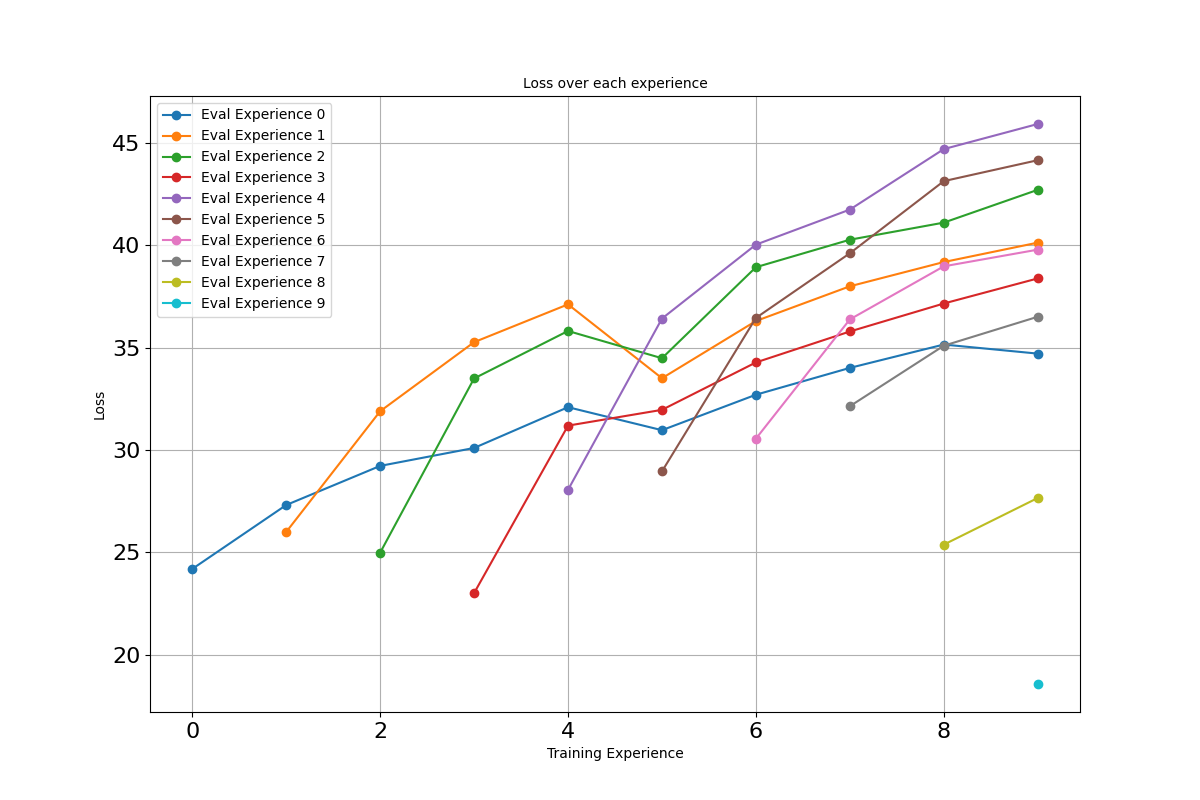 Loss over each experience
Eval Experience 0
Eval Experience 1
Eval Experience 2
Eval Experience 3
Eval Experience 4
Eval Experience 5
Eval Experience 6
Eval Experience 7
Eval Experience 8
Eval Experience 9
45
40
35
30
25
20
Loss
0 2 4 6 8
Training Experience